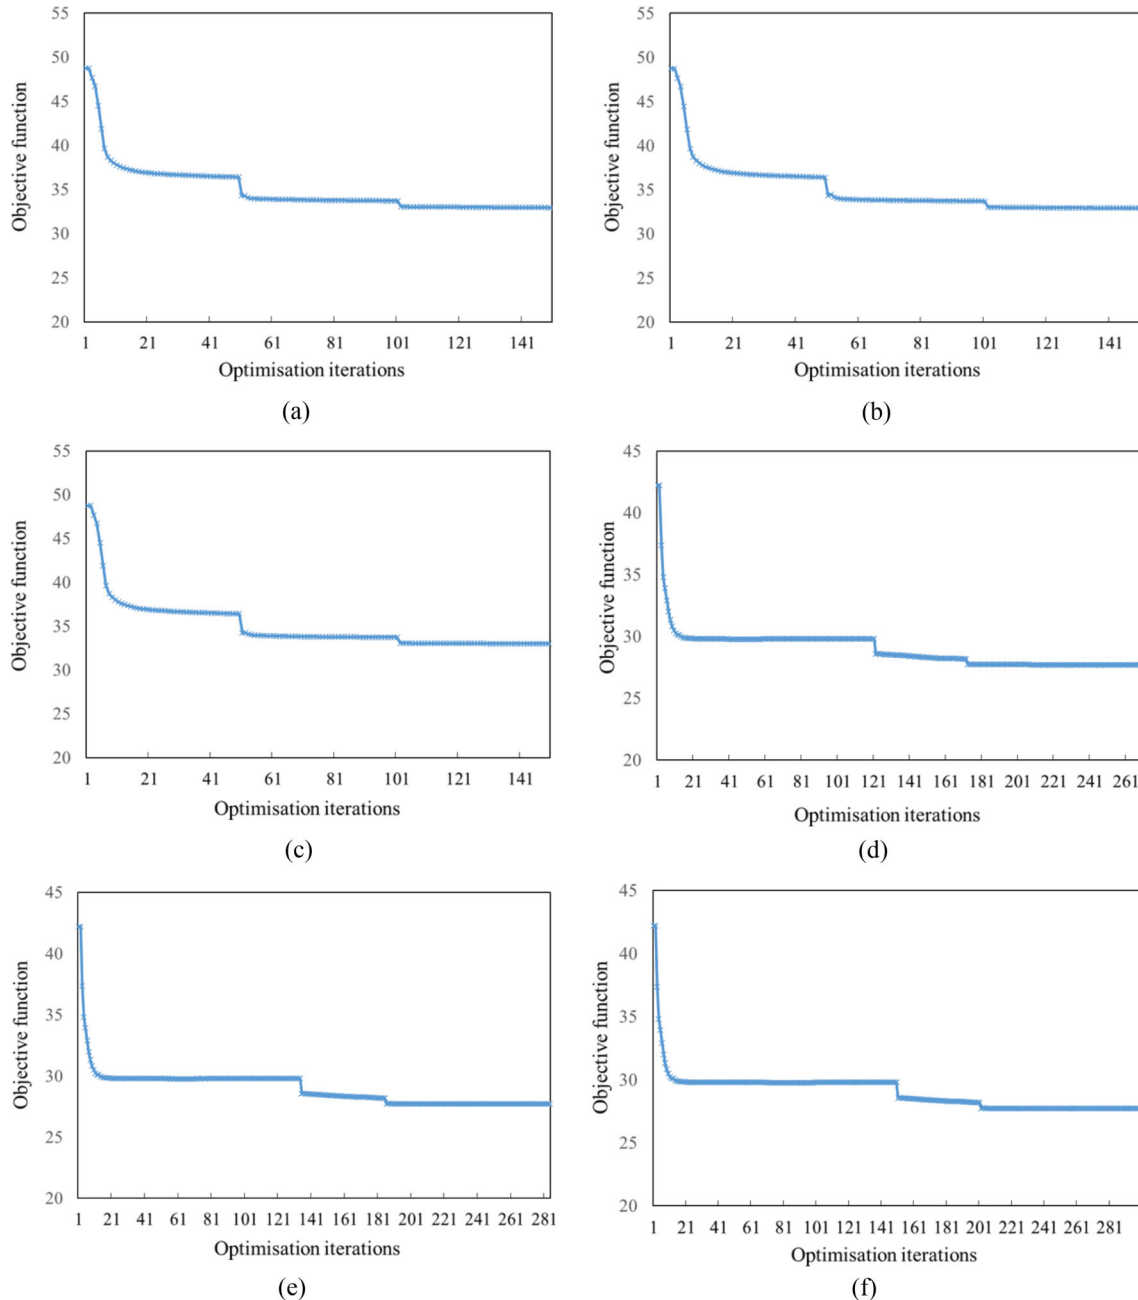 55
50
45
40
35
30
25
20
Objective function
1 21 41 61 81 101 121 141
Optimisation iterations
(a)
55
50
45
40
35
30
25
20
Objective function
1 21 41 61 81 101 121 141
Optimisation iterations
(b)
55
50
45
40
35
30
25
20
Objective function
1 21 41 61 81 101 121 141
Optimisation iterations
(c)
45
40
35
30
25
20
Objective function
1 21 41 61 81 101 121 141 161 181 201 221 241 261
Optimisation iterations
(d)
45
40
35
30
25
20
Objective function
1 21 41 61 81 101 121 141 161 181 201 221 241 261 281
Optimisation iterations
(e)
45
40
35
30
25
20
Objective function
1 21 41 61 81 101 121 141 161 181 201 221 241 261 281
Optimisation iterations
(f)